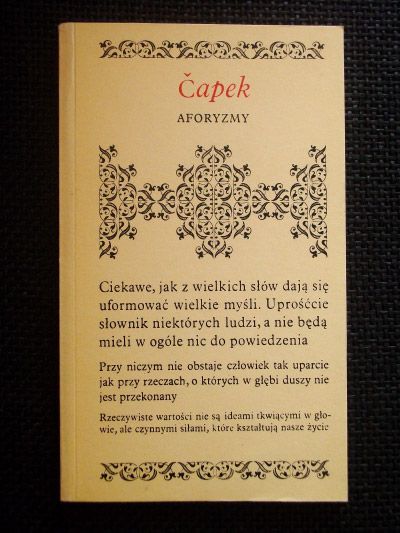 Čapek
AFORYZMY
Ciekawe, jak z wielkich słów dają się
uformować wielkie myśli. Uprośćcie
słownik niektórych ludzi, a nie będą
mieli w ogóle nic do powiedzenia
Przy niczym nie obstaje człowiek tak uparcie
jak przy rzeczach, o których w głębi duszy nie
jest przekonany
Rzeczywiste wartości nie są ideami tkwiącymi w gło-
wie, ale czynnymi siłami, które kształtują nasze życie